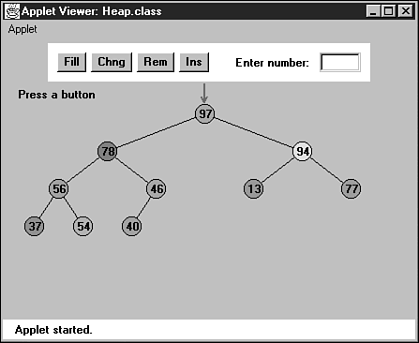 Applet Viewer: Heap.class
Applet
Fill Chng Rem Ins Enter number:
Press a button
97
78 94
56 46 13 77
37 54 40
Applet started.